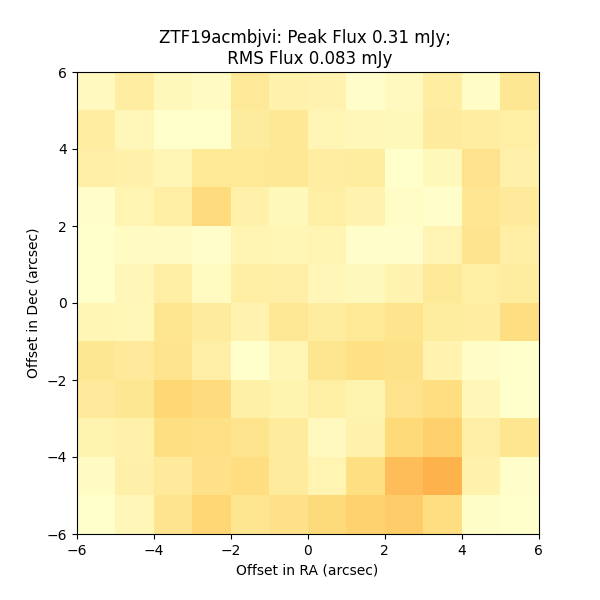 ZTF19acmbjvi: Peak Flux 0.31 mJy;
RMS Flux 0.083 mJy
6
4
2
0
−2
−4
−6
Offset in Dec (arcsec)
−6 −4 −2 0 2 4 6
Offset in RA (arcsec)